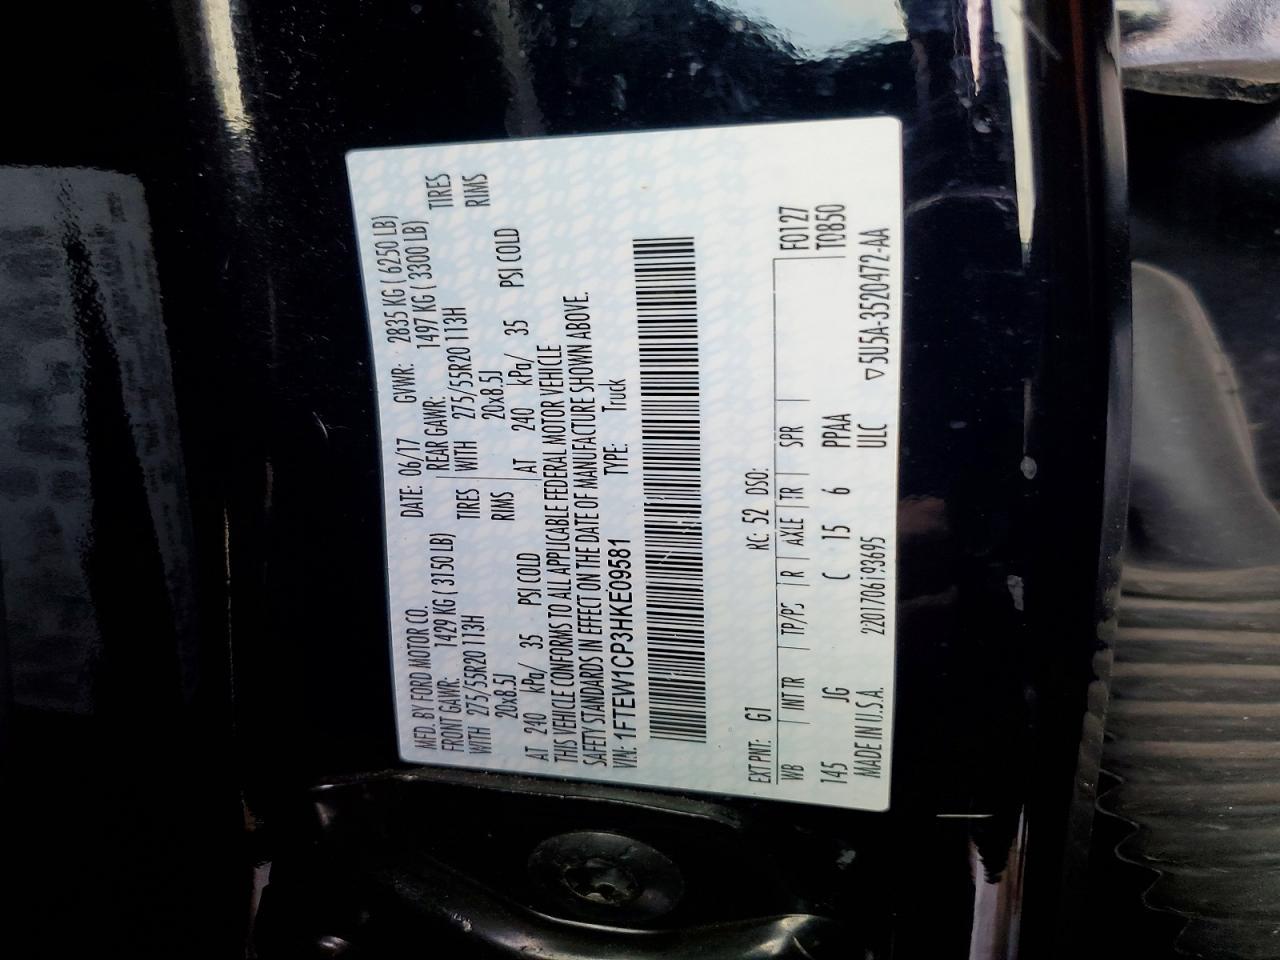 MFD. BY FORD MOTOR CO. DATE: 06/17 GVWR: 2835 KG ( 6250 LB)
FRONT GAWR: 1429 KG ( 3150 LB) REAR GAWR: 1497 KG ( 3300 LB)
WITH 275/55R20 113H TIRES WITH 275/55R20 113H TIRES
20x8.5J RIMS 20x8.5J RIMS
AT 240 kPa/ 35 PSI COLD AT 240 kPa/ 35 PSI COLD
THIS VEHICLE CONFORMS TO ALL APPLICABLE FEDERAL MOTOR VEHICLE
SAFETY STANDARDS IN EFFECT ON THE DATE OF MANUFACTURE SHOWN ABOVE.
VIN: 1FTEW1CP3HKE09581 TYPE: Truck
EXT PNT: G1 RC: 52 DSO: F0127
WB INT TR TP/PS R AXLE TR SPR T0850
145 JG C 15 6 PPAA
MADE IN U.S.A. ULC ▽5U5A-3520472-AA